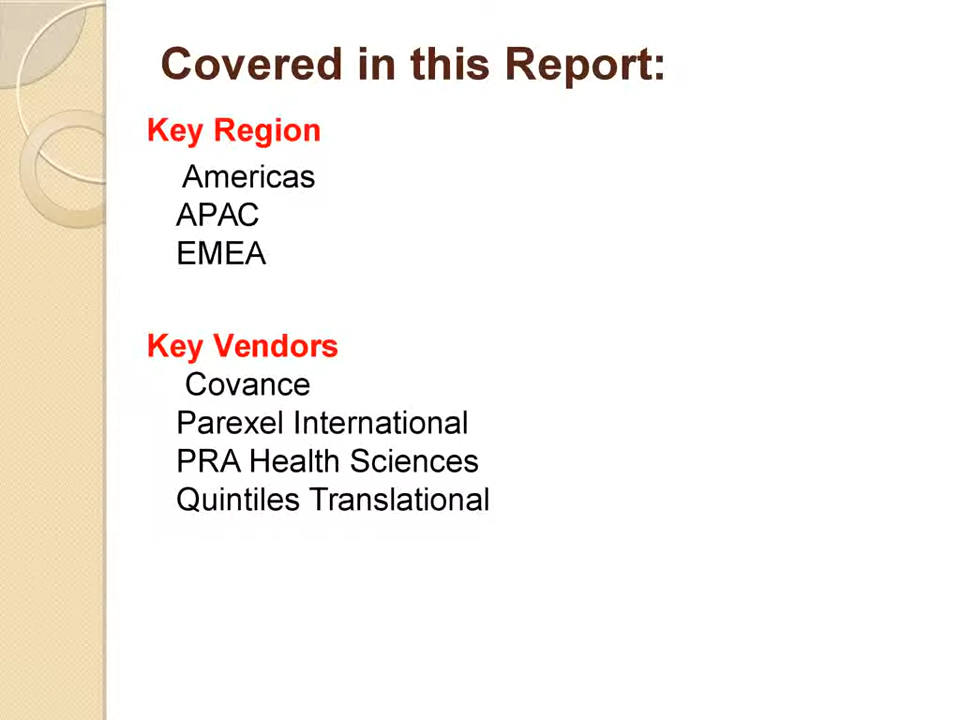 Covered in this Report:
Key Region
Americas
APAC
EMEA
Key Vendors
Covance
Parexel International
PRA Health Sciences
Quintiles Translational